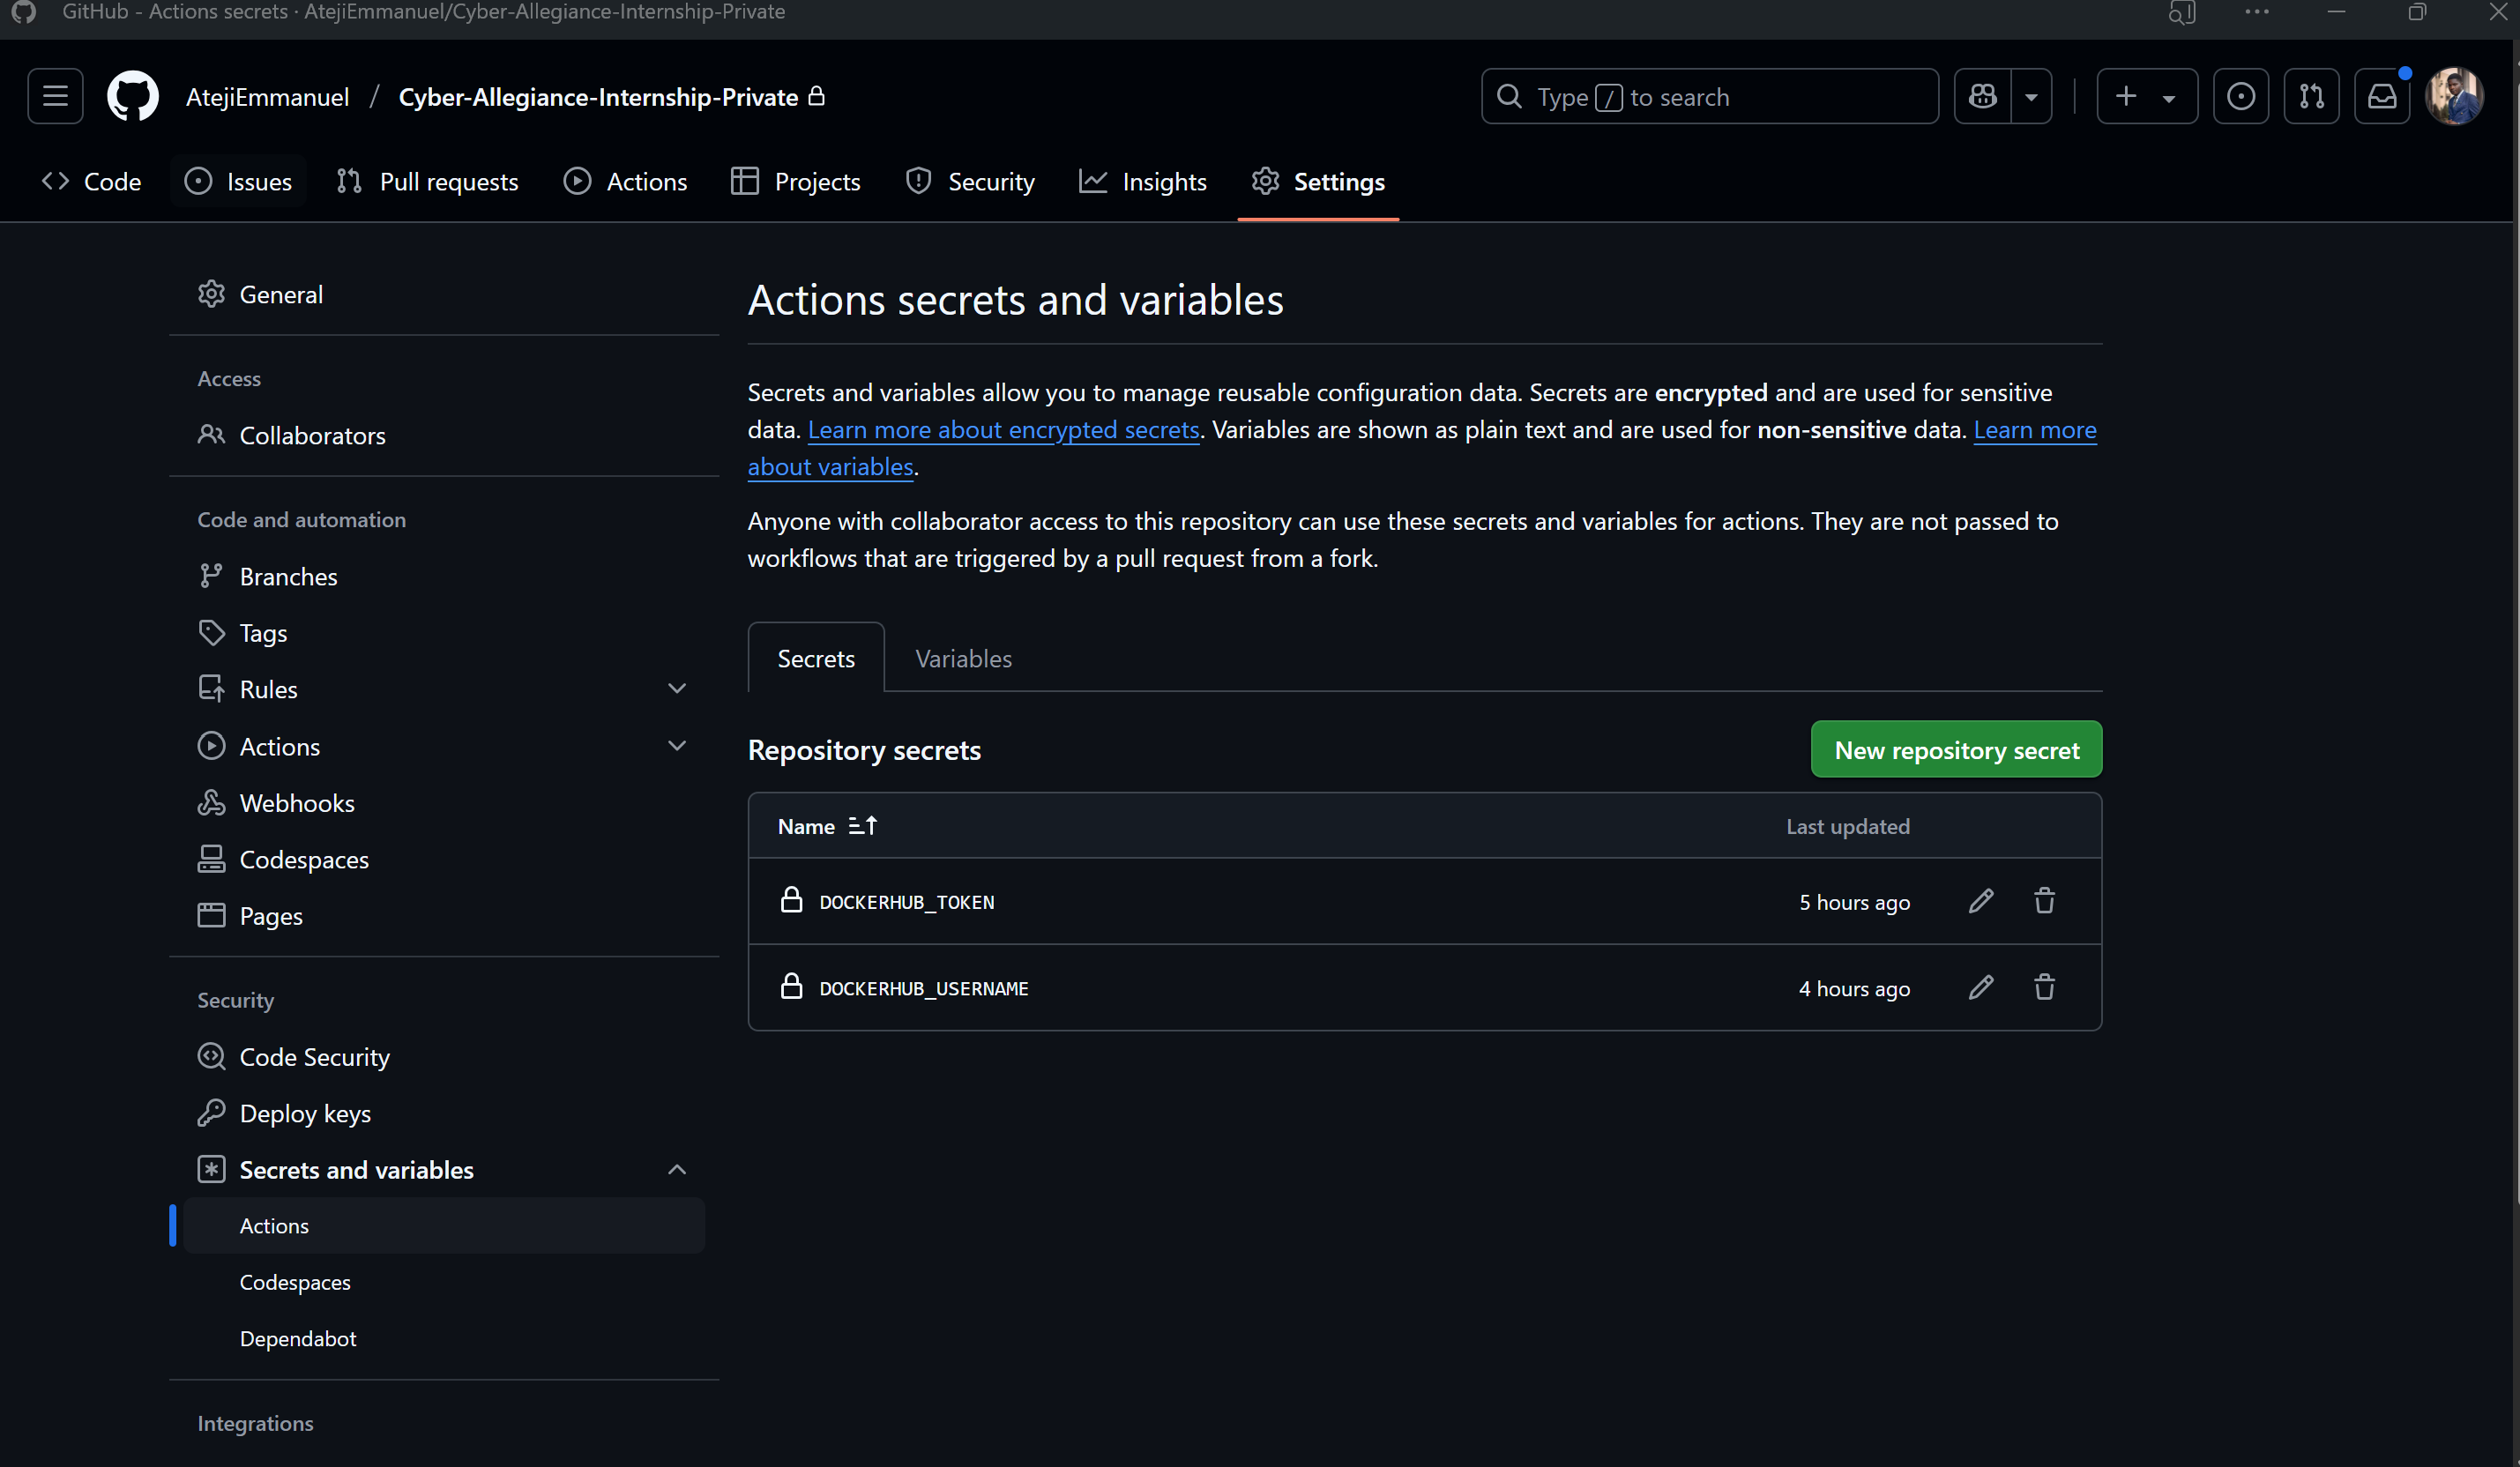 GitHub - Actions secrets · AtejiEmmanuel/Cyber-Allegiance-Internship-Private
AtejiEmmanuel / Cyber-Allegiance-Internship-Private
Type / to search
Code
Issues
Pull requests
Actions
Projects
Security
Insights
Settings
General
Access
Collaborators
Code and automation
Branches
Tags
Rules
Actions
Webhooks
Codespaces
Pages
Security
Code Security
Deploy keys
Secrets and variables
Actions
Codespaces
Dependabot
Integrations
Actions secrets and variables
Secrets and variables allow you to manage reusable configuration data. Secrets are encrypted and are used for sensitive
data. Learn more about encrypted secrets. Variables are shown as plain text and are used for non-sensitive data. Learn more
about variables.
Anyone with collaborator access to this repository can use these secrets and variables for actions. They are not passed to
workflows that are triggered by a pull request from a fork.
Secrets
Variables
Repository secrets
New repository secret
Name
Last updated
DOCKERHUB_TOKEN
5 hours ago
DOCKERHUB_USERNAME
4 hours ago